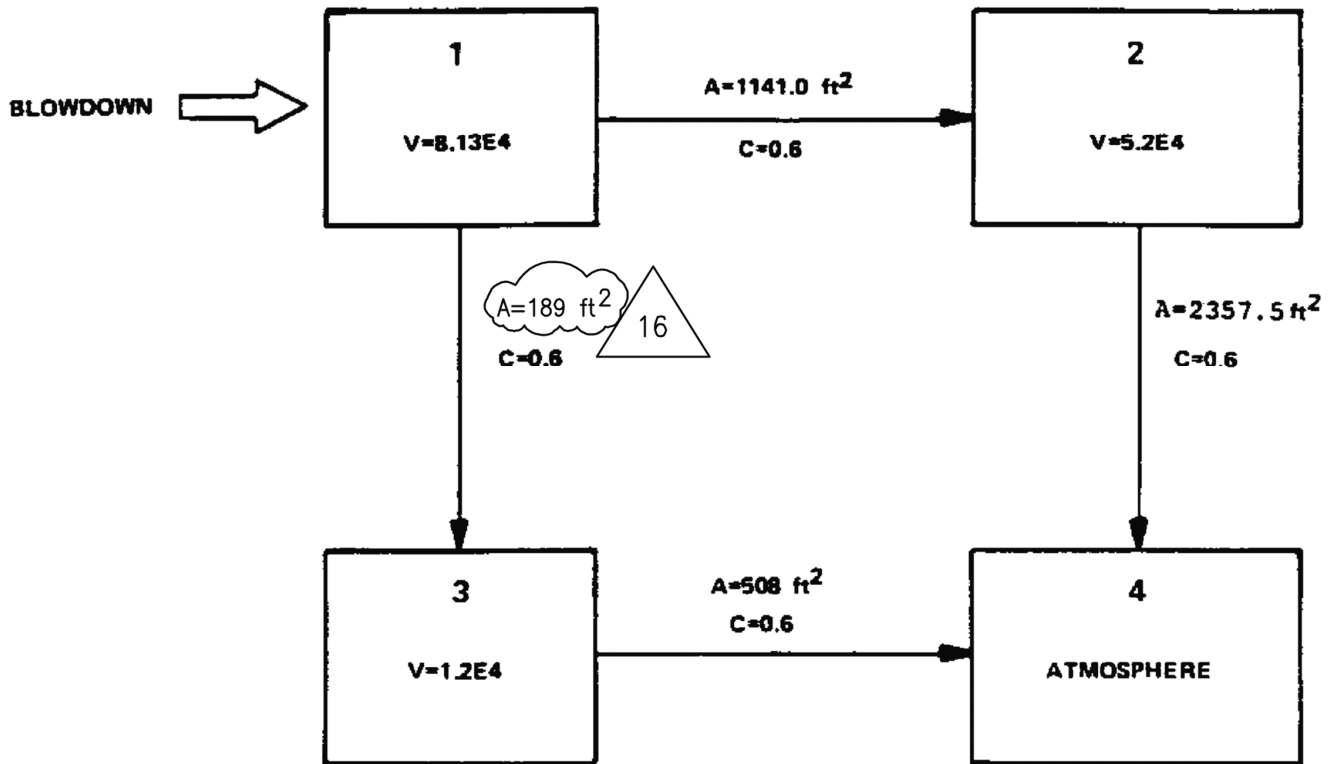 1
2
A=1141.0 ft²
BLOWDOWN
V=8.13E4
C=0.6
V=5.2E4
A=189 ft²
16
C=0.6
A=2357.5 ft²
C=0.6
3
A=508 ft²
4
C=0.6
V=1.2E4
ATMOSPHERE